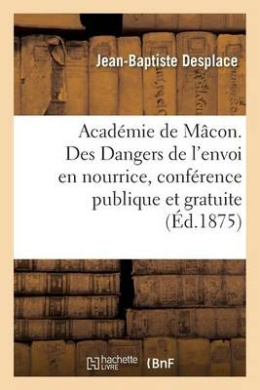 Jean-Baptiste Desplace
Académie de Mâcon. Des Dangers de l'envoi
en nourrice, conférence
publique et gratuite
(Éd.1875)
hachette
LIVRE
{BnF